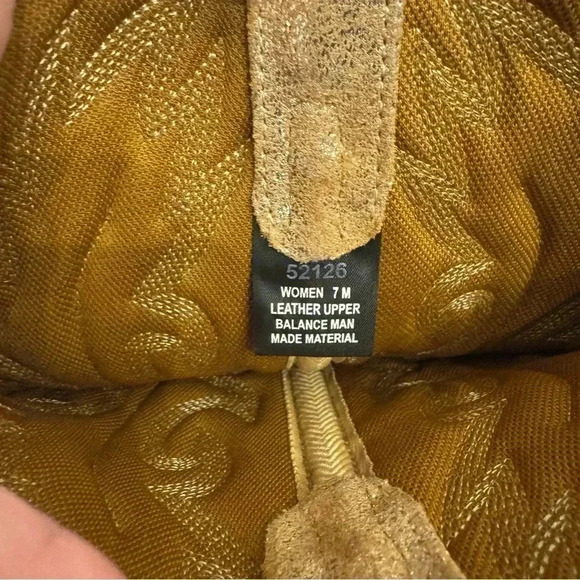 52126
WOMEN 7 M
LEATHER UPPER
BALANCE MAN
MADE MATERIAL